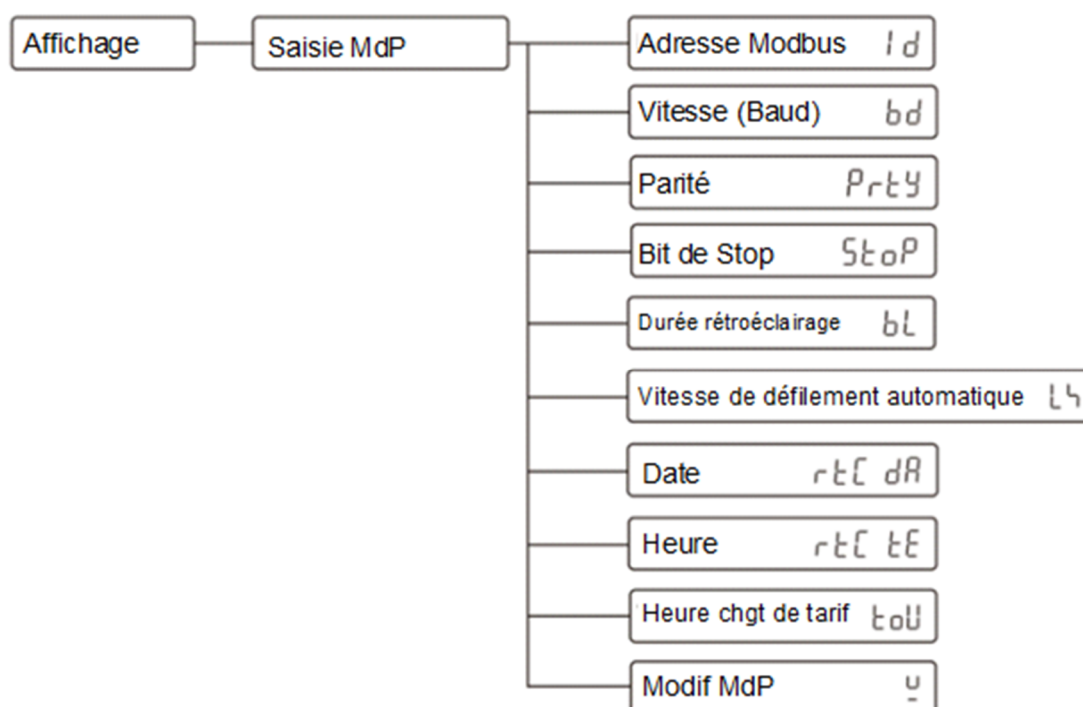 Affichage
Saisie MdP
Adresse Modbus Id
Vitesse (Baud) bd
Parité PrtY
Bit de Stop StoP
Durée rétroéclairage bL
Vitesse de défilement automatique
Date rtC dA
Heure rtC tE
Heure chgt de tarif toU
Modif MdP